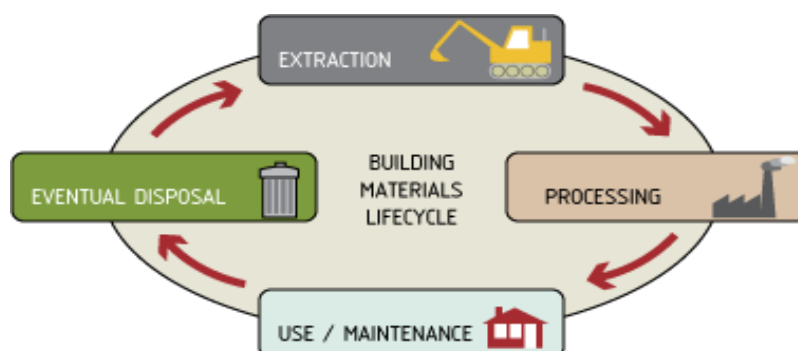 EXTRACTION
EVENTUAL DISPOSAL
BUILDING
MATERIALS
LIFECYCLE
PROCESSING
USE / MAINTENANCE